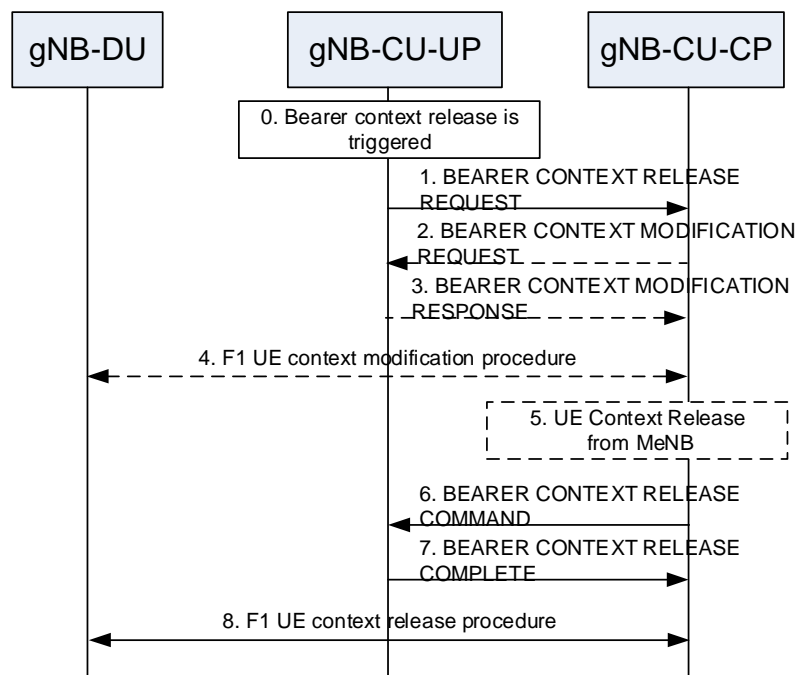 gNB-DU
gNB-CU-UP
gNB-CU-CP
0. Bearer context release is
triggered
1. BEARER CONTEXT RELEASE
REQUEST
2. BEARER CONTEXT MODIFICATION
REQUEST
3. BEARER CONTEXT MODIFICATION
RESPONSE
4. F1 UE context modification procedure
5. UE Context Release
from MeNB
6. BEARER CONTEXT RELEASE
COMMAND
7. BEARER CONTEXT RELEASE
COMPLETE
8. F1 UE context release procedure